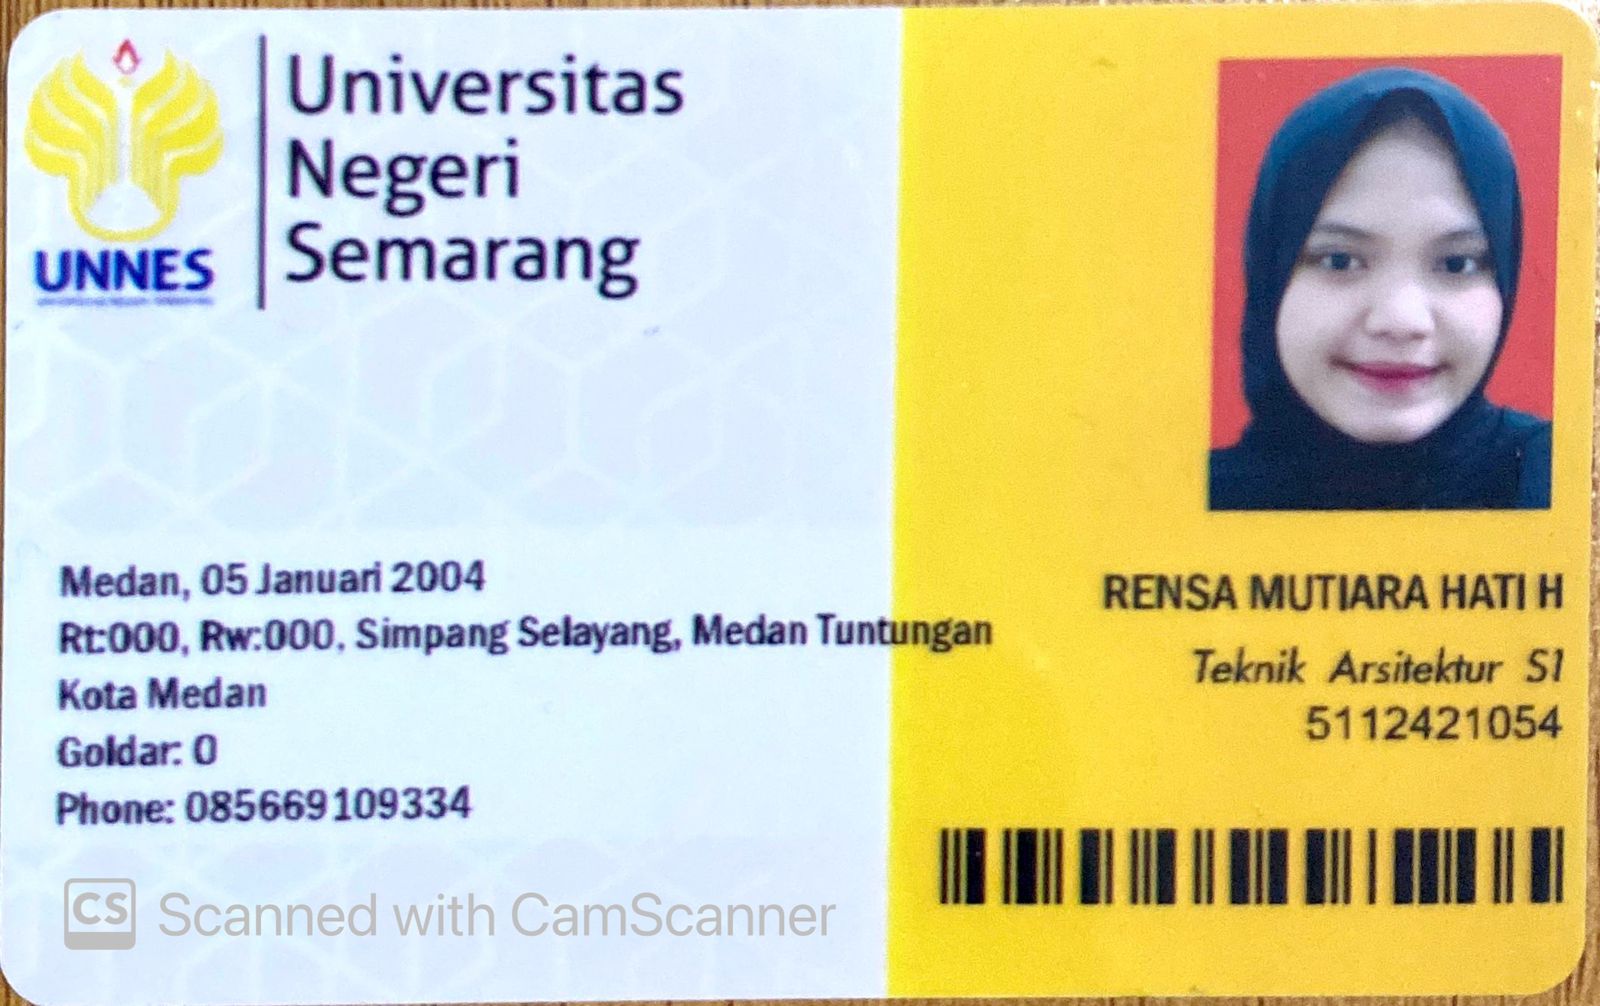 UNNES
Universitas
Negeri
Semarang
Medan, 05 Januari 2004
Rt:000, Rw:000, Simpang Selayang, Medan Tuntungan
Kota Medan
Goldar: O
Phone: 085669109334
RENSA MUTIARA HATI H
Teknik Arsitektur S1
5112421054
CS Scanned with CamScanner